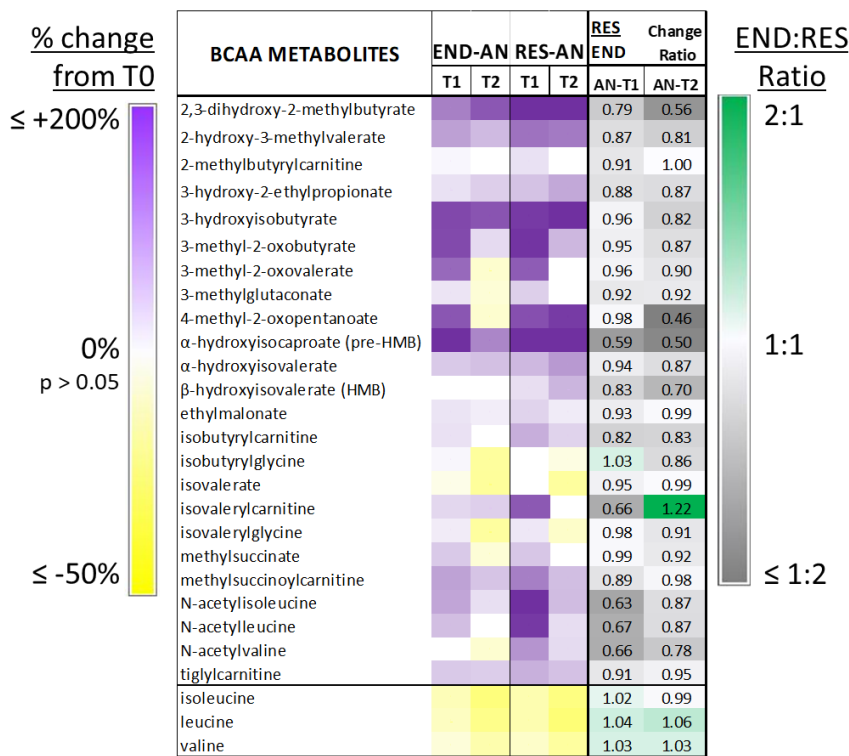 % change
from T0
≤ +200%
0%
p > 0.05
≤ -50%
BCAA METABOLITES END-AN RES-AN RES END Change Ratio
T1 T2 T1 T2 AN-T1 AN-T2
2,3-dihydroxy-2-methylbutyrate 0.79 0.56
2-hydroxy-3-methylvalerate 0.87 0.81
2-methylbutyrylcarnitine 0.91 1.00
3-hydroxy-2-ethylpropionate 0.88 0.87
3-hydroxyisobutyrate 0.96 0.82
3-methyl-2-oxobutyrate 0.95 0.87
3-methyl-2-oxovalerate 0.96 0.90
3-methylglutaconate 0.92 0.92
4-methyl-2-oxopentanoate 0.98 0.46
α-hydroxyisocaproate (pre-HMB) 0.59 0.50
α-hydroxyisovalerate 0.94 0.87
β-hydroxyisovalerate (HMB) 0.83 0.70
ethylmalonate 0.93 0.99
isobutyrylcarnitine 0.82 0.83
isobutyrylglycine 1.03 0.86
isovalerate 0.95 0.99
isovalerylcarnitine 0.66 1.22
isovalerylglycine 0.98 0.91
methylsuccinate 0.99 0.92
methylsuccinoylcarnitine 0.89 0.98
N-acetylisoleucine 0.63 0.87
N-acetylleucine 0.67 0.87
N-acetylvaline 0.66 0.78
tiglylcarnitine 0.91 0.95
isoleucine 1.02 0.99
leucine 1.04 1.06
valine 1.03 1.03
END:RES
Ratio
2:1
1:1
≤ 1:2